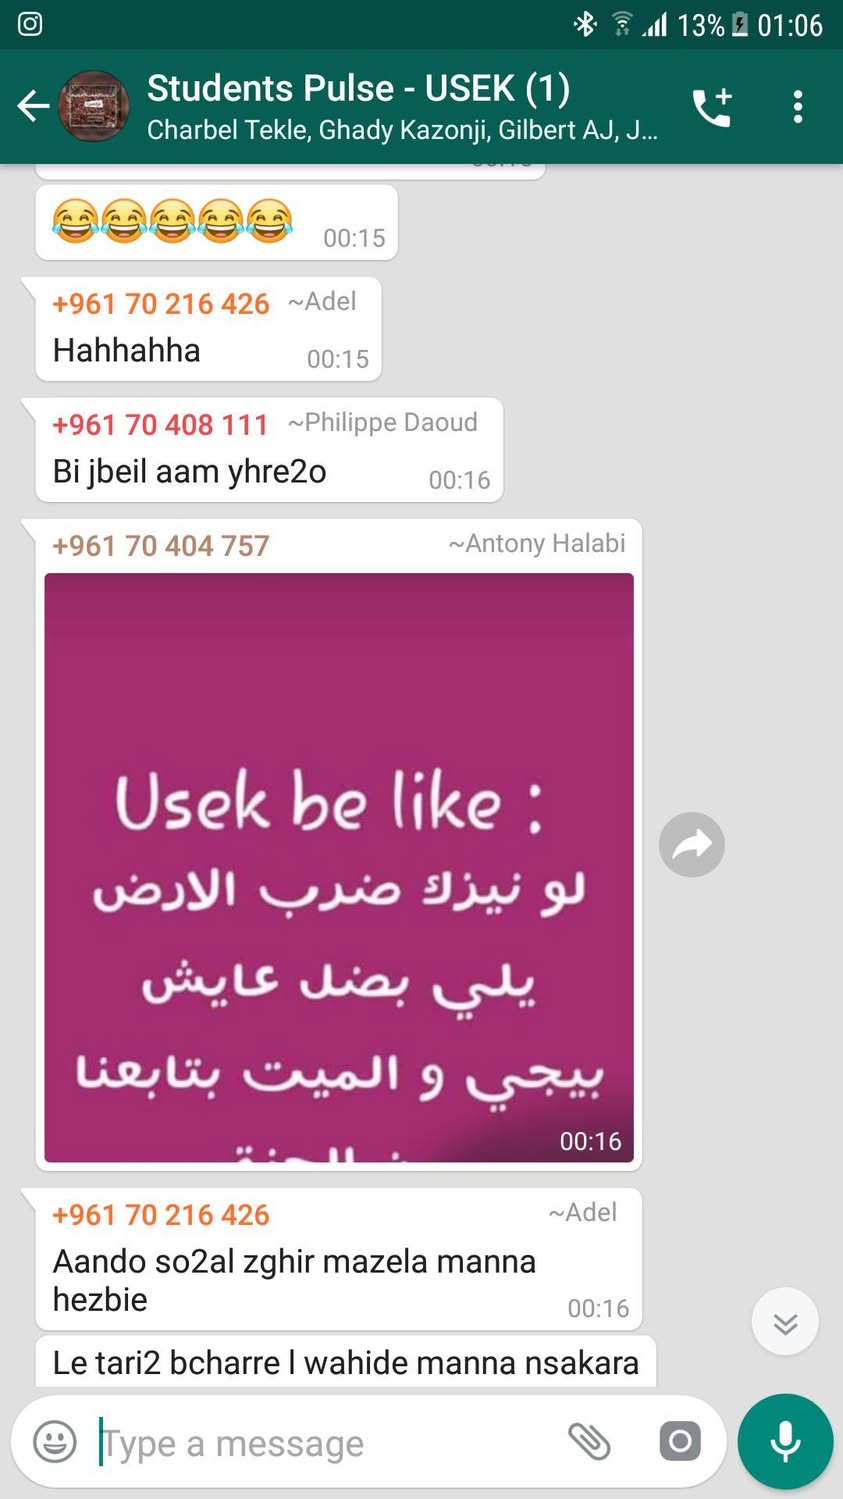 13% 01:06
Students Pulse - USEK (1)
Charbel Tekle, Ghady Kazonji, Gilbert AJ, J...
😂😂😂😂😂 00:15
+961 70 216 426 ~Adel
Hahhahha 00:15
+961 70 408 111 ~Philippe Daoud
Bi jbeil aam yhre2o 00:16
+961 70 404 757 ~Antony Halabi
Usek be like :
لو نيزك ضرب الارض
يلي بضل عايش
بيجي و الميت بتابعنا
00:16
+961 70 216 426 ~Adel
Aando so2al zghir mazela manna
hezbie 00:16
Le tari2 bcharre l wahide manna nsakara
Type a message